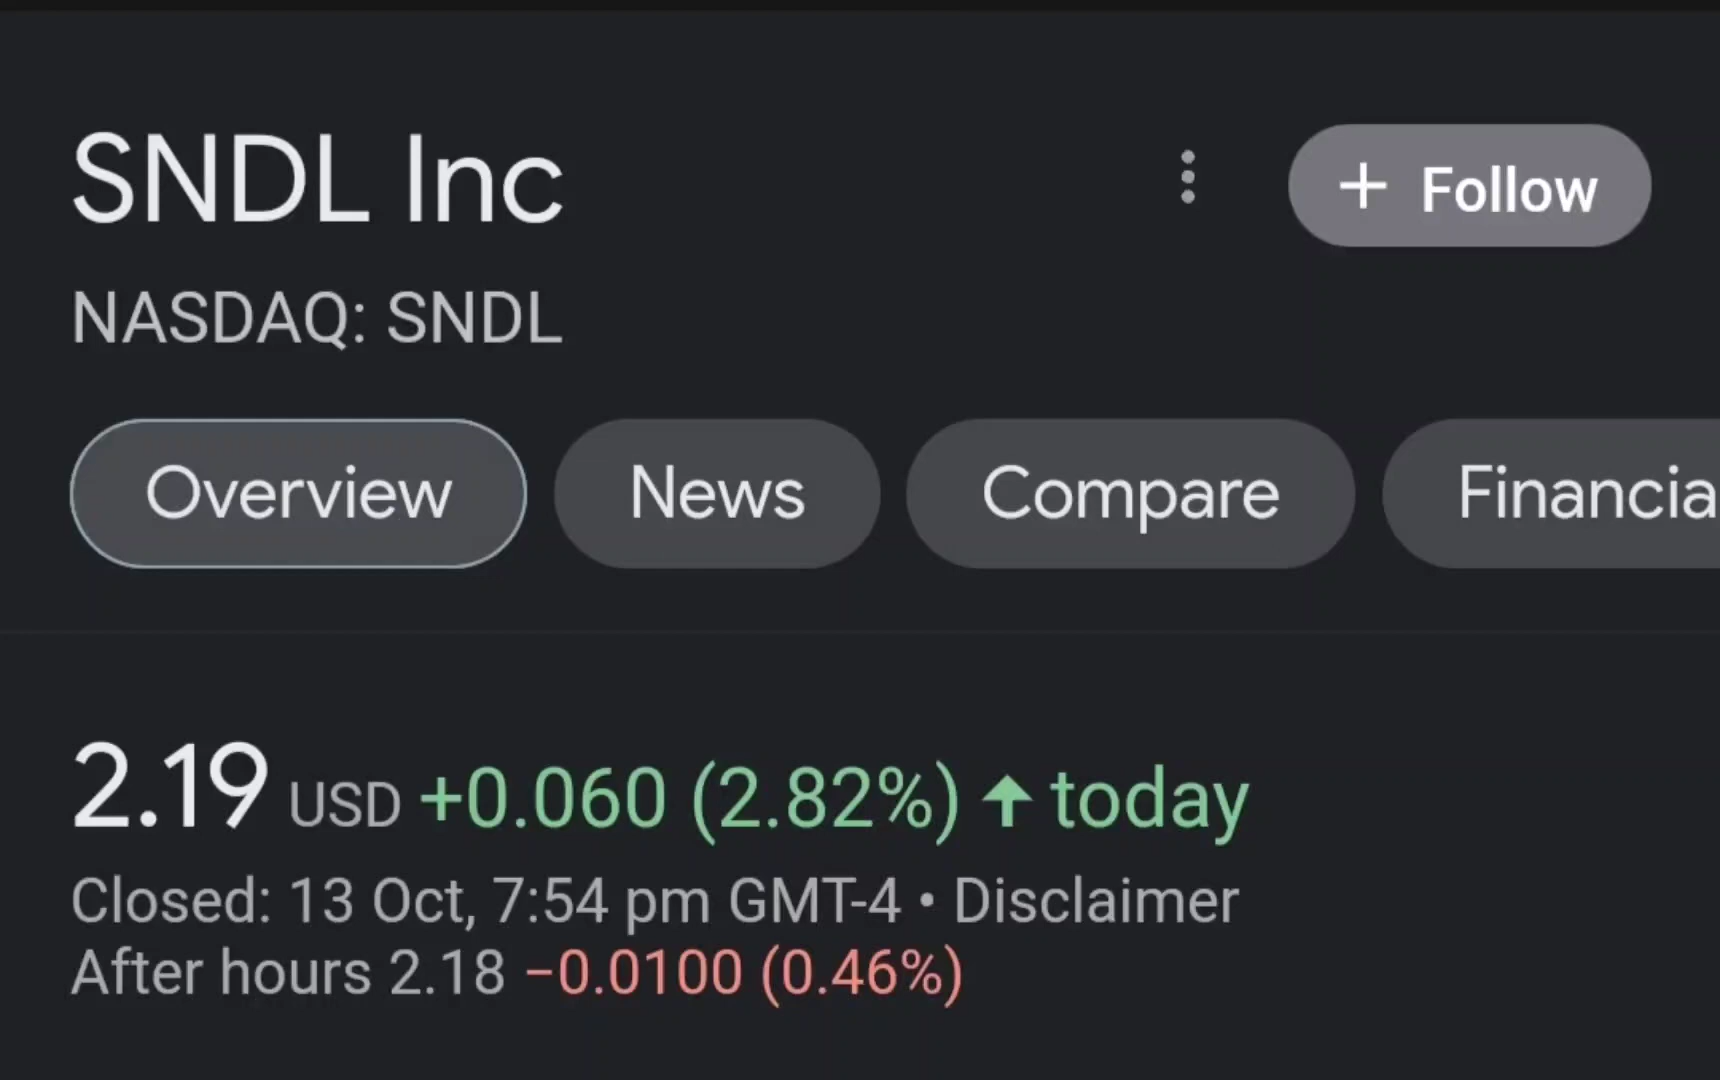 SNDL Inc
+ Follow
NASDAQ: SNDL
Overview News Compare Financia
2.19 USD +0.060 (2.82%) ↑ today
Closed: 13 Oct, 7:54 pm GMT-4 • Disclaimer
After hours 2.18 −0.0100 (0.46%)